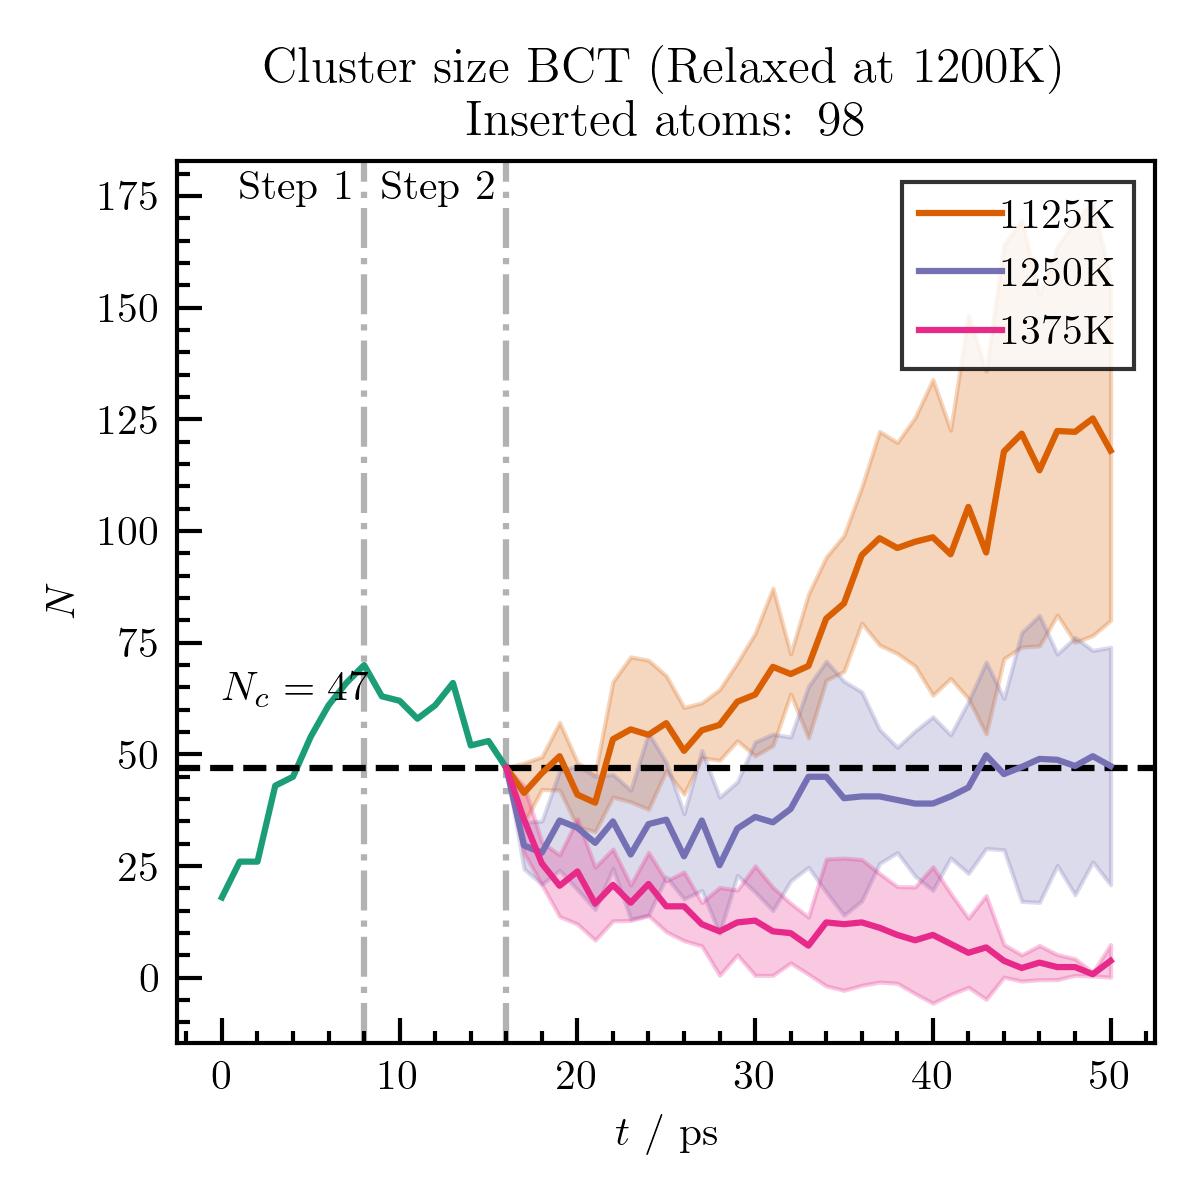 Cluster size BCT (Relaxed at 1200K)
Inserted atoms: 98
Step 1
Step 2
1125K
1250K
1375K
175
150
125
100
75
50
25
0
N
N_c = 47
0
10
20
30
40
50
t / ps